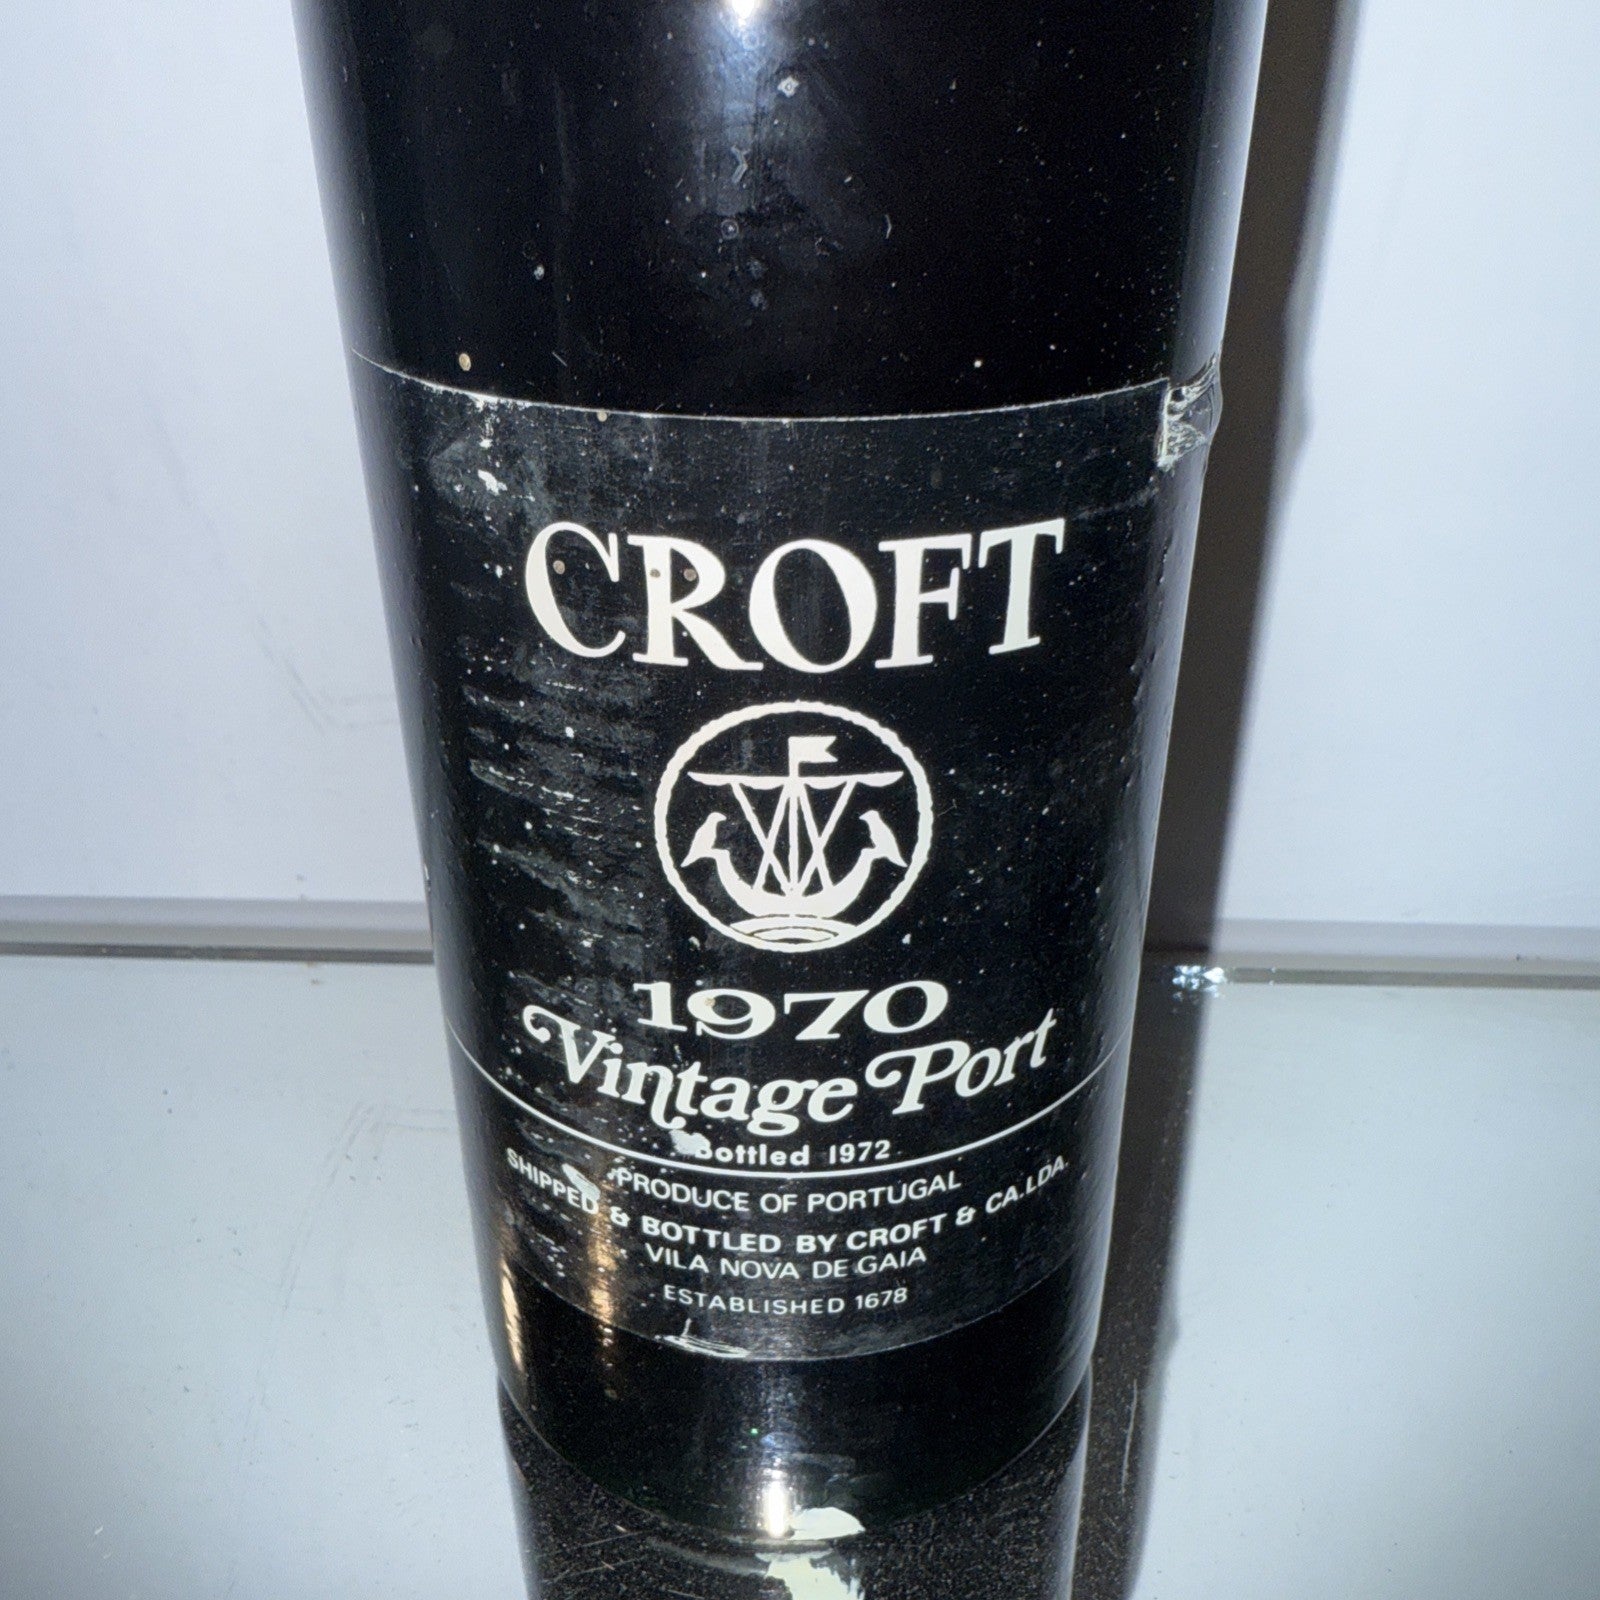 CROFT
1970
Vintage Port
Bottled 1972
PRODUCE OF PORTUGAL
SHIPPED & BOTTLED BY CROFT & CA.LDA.
VILA NOVA DE GAIA
ESTABLISHED 1678